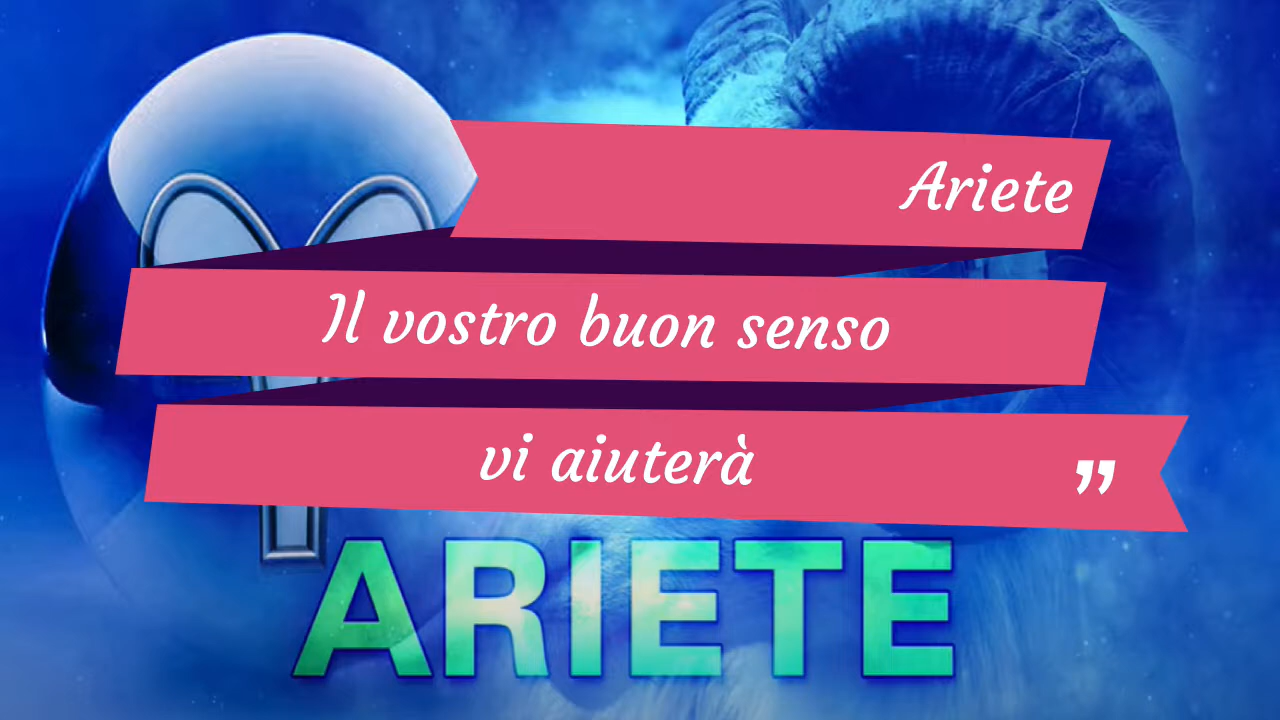 Ariete
Il vostro buon senso
vi aiuterà
”
ARIETE